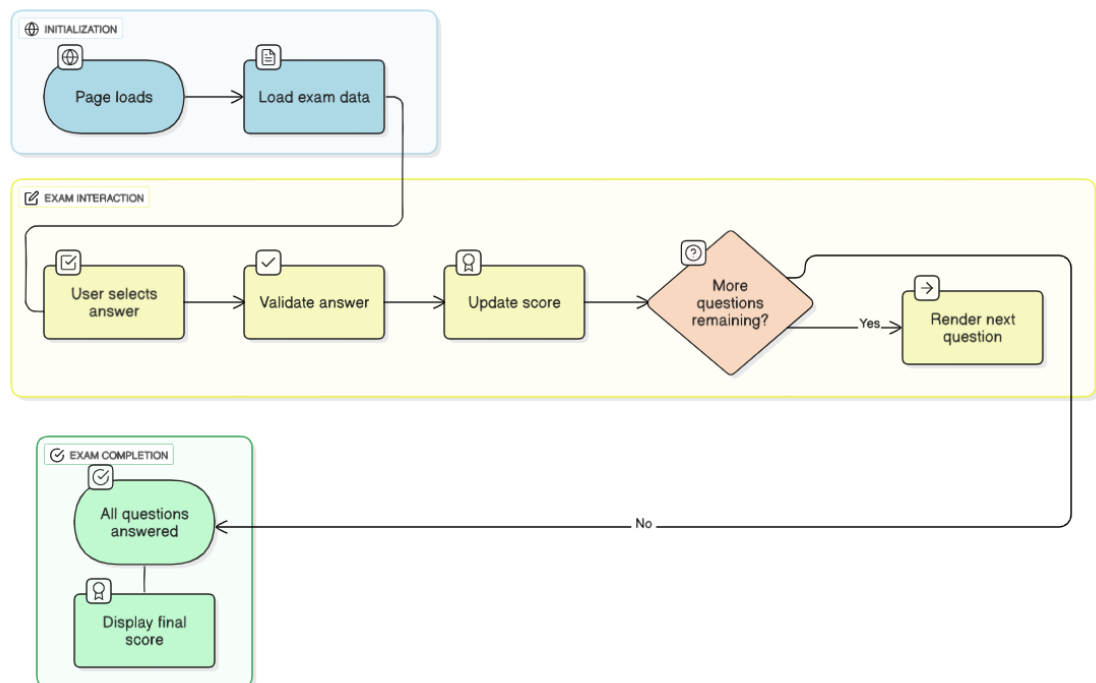 INITIALIZATION
Page loads
Load exam data
EXAM INTERACTION
User selects
answer
Validate answer
Update score
More
questions
remaining?
Yes
Render next
question
EXAM COMPLETION
All questions
answered
No
Display final
score